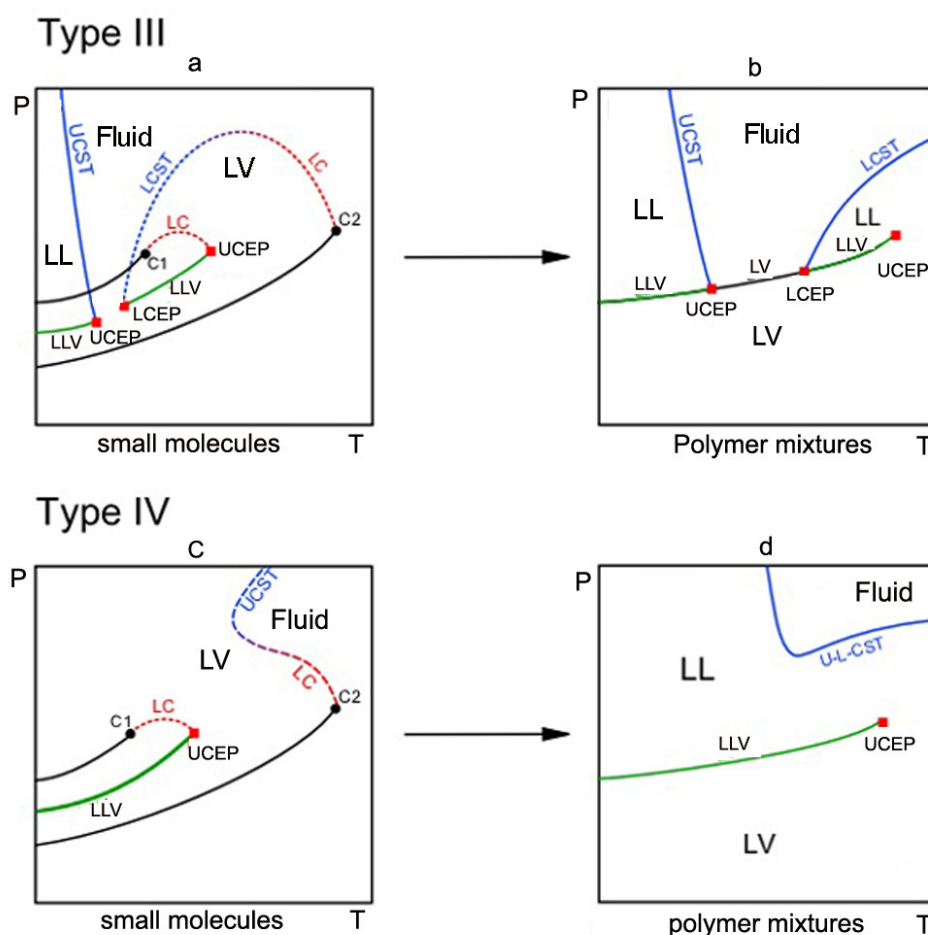 Type III
a
P
UCST
Fluid
LCST
LV
LC
LC
C2
LL
C1
UCEP
LLV
LCEP
LLV
UCEP
small molecules
T
b
P
UCST
Fluid
LCST
LL
LL
LLV
LLV
LV
UCEP
UCEP
LCEP
LV
Polymer mixtures
T
Type IV
C
P
UCST
Fluid
LV
LC
C2
C1
LC
UCEP
LLV
small molecules
T
d
P
Fluid
U-L-CST
LL
LLV
UCEP
LV
polymer mixtures
T